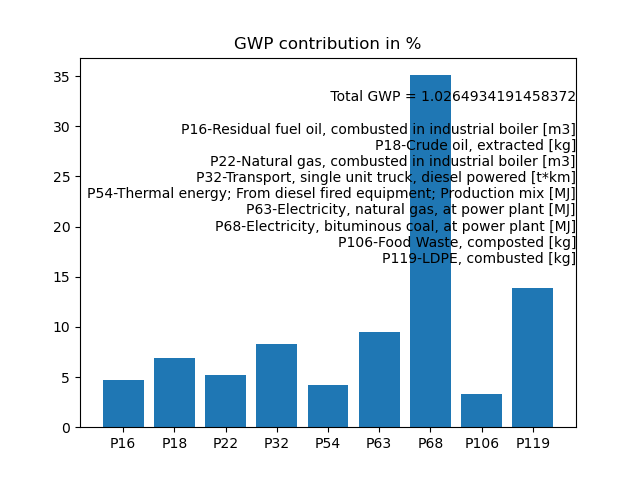 GWP contribution in %
35
30
25
20
15
10
5
0
Total GWP = 1.0264934191458372
P16-Residual fuel oil, combusted in industrial boiler [m3]
P18-Crude oil, extracted [kg]
P22-Natural gas, combusted in industrial boiler [m3]
P32-Transport, single unit truck, diesel powered [t*km]
P54-Thermal energy; From diesel fired equipment; Production mix [MJ]
P63-Electricity, natural gas, at power plant [MJ]
P68-Electricity, bituminous coal, at power plant [MJ]
P106-Food Waste, composted [kg]
P119-LDPE, combusted [kg]
P16 P18 P22 P32 P54 P63 P68 P106 P119